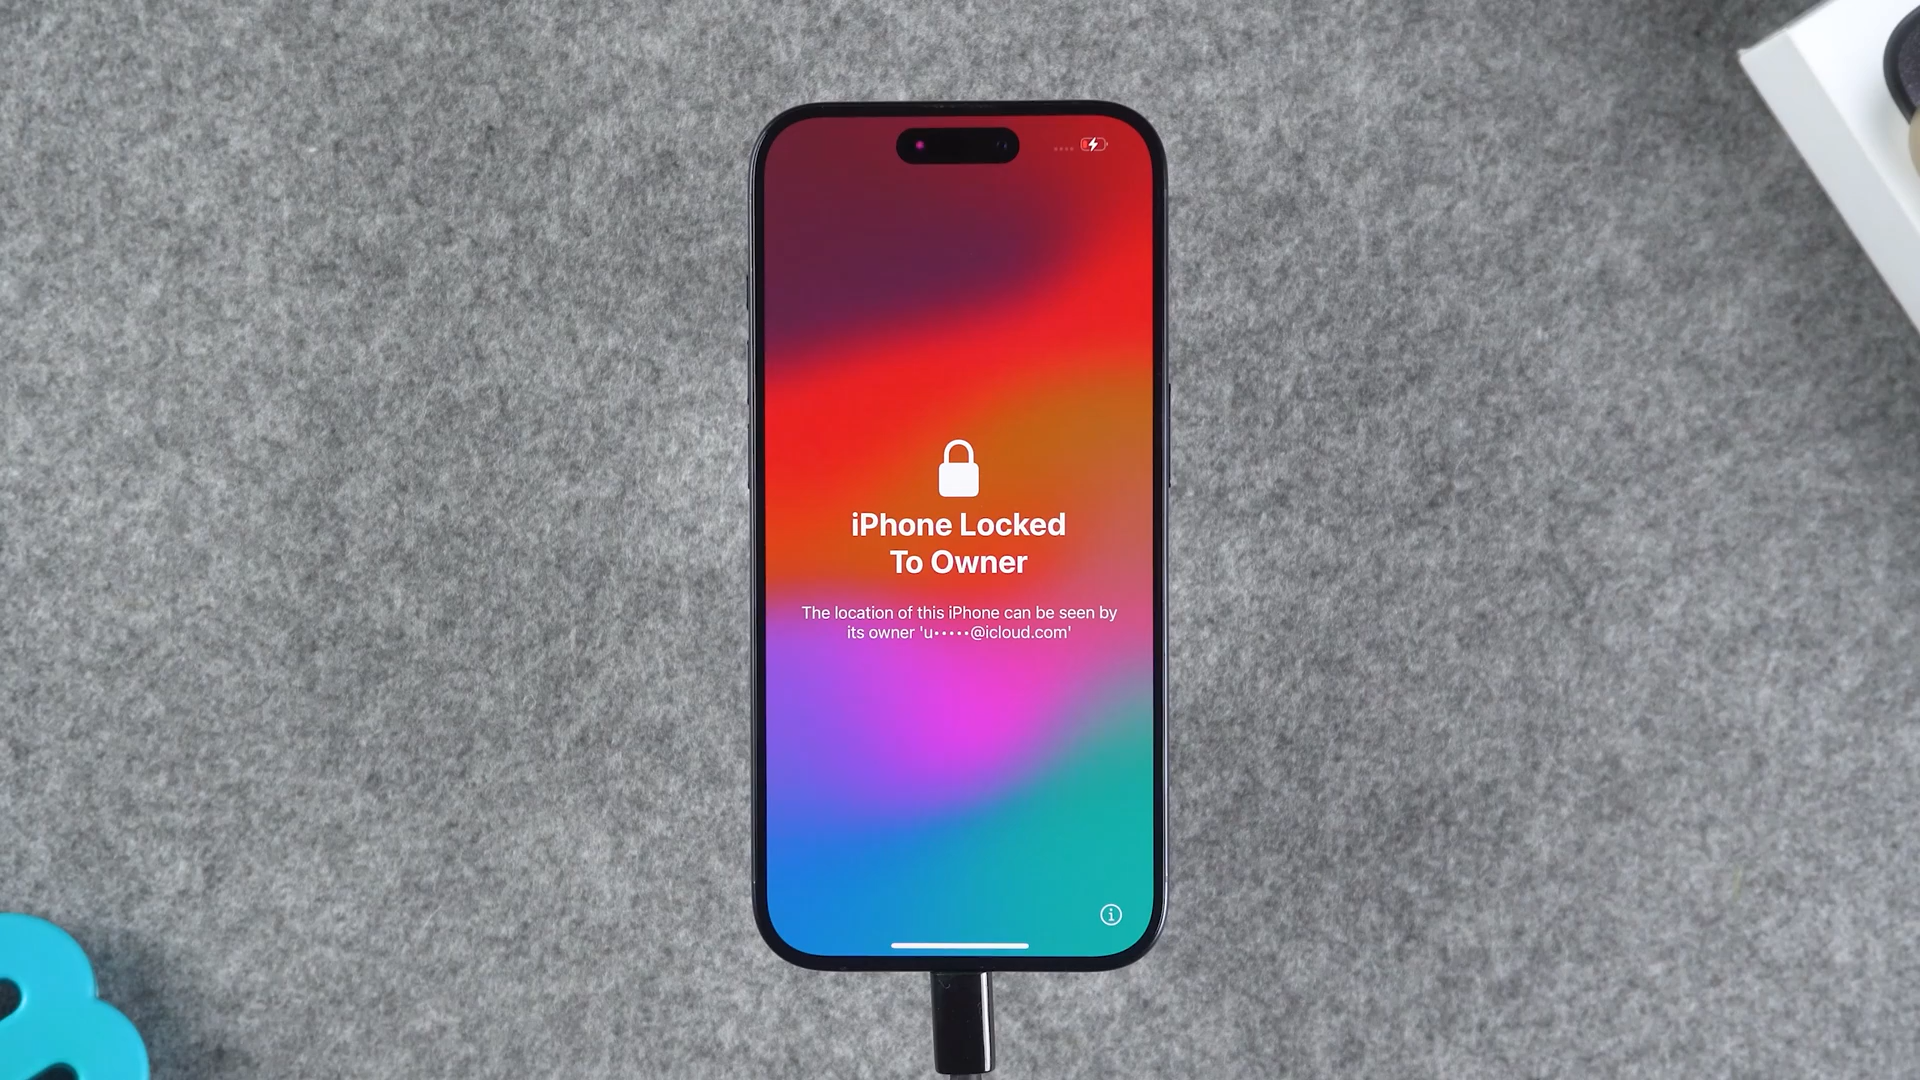 iPhone Locked
To Owner
The location of this iPhone can be seen by
its owner 'u•••••@icloud.com'